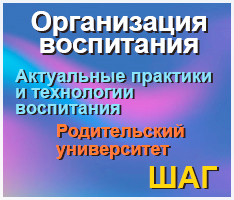 Организация
воспитания
Актуальные практики
и технологии
воспитания
Родительский
университет
ШАГ